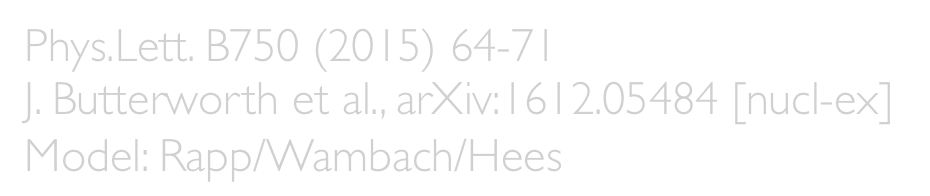 Phys.Lett. B750 (2015) 64-71
J. Butterworth et al., arXiv:1612.05484 [nucl-ex]
Model: Rapp/Wambach/Hees